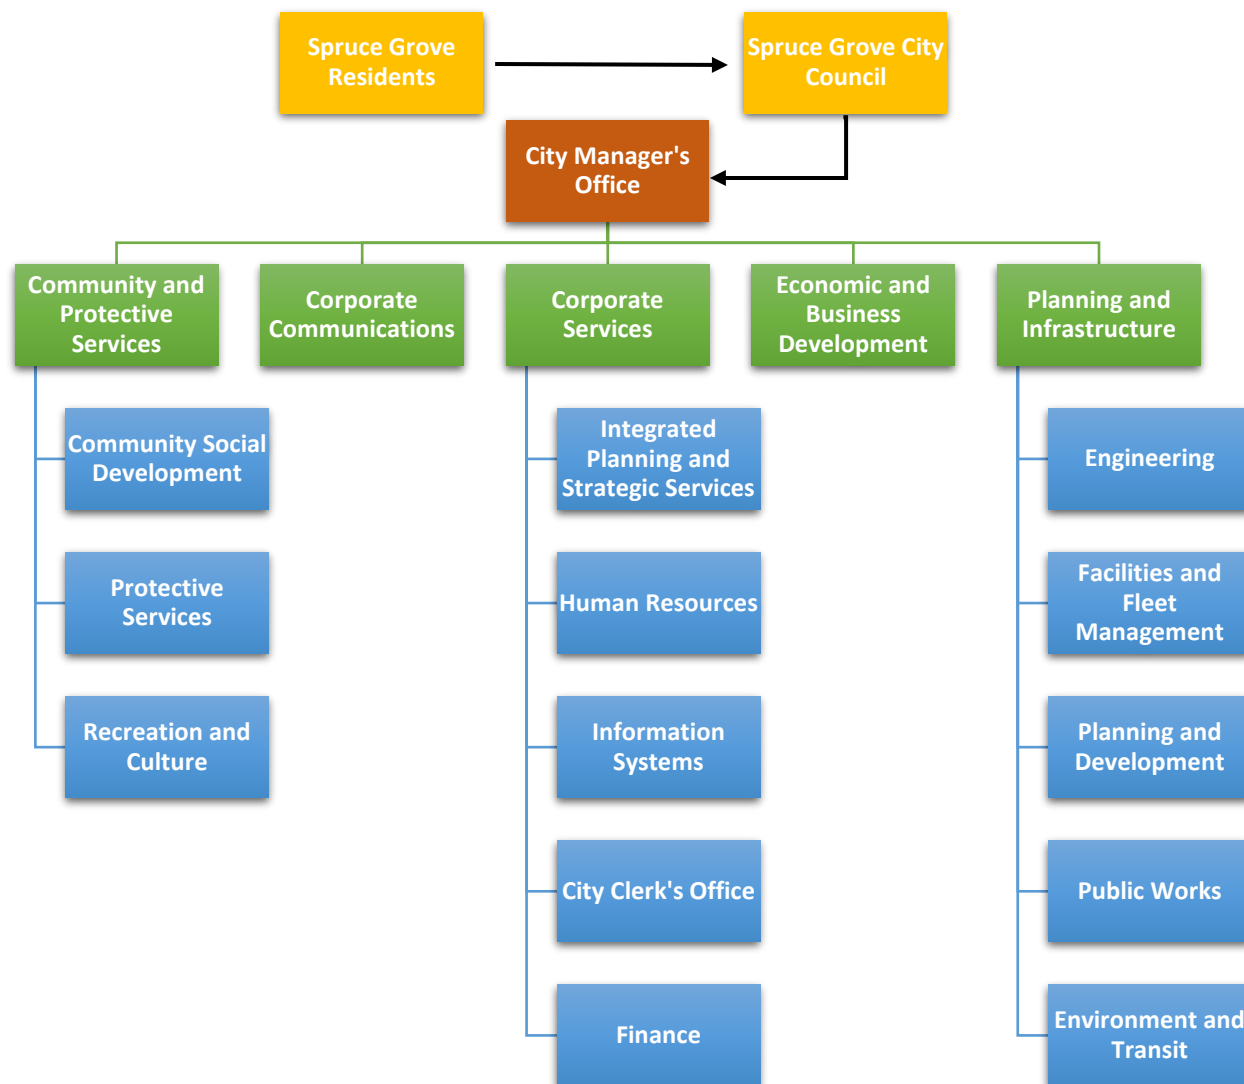 Spruce Grove
Residents
Spruce Grove City
Council
City Manager's
Office
Community and
Protective
Services
Corporate
Communications
Corporate
Services
Economic and
Business
Development
Planning and
Infrastructure
Community Social
Development
Protective
Services
Recreation and
Culture
Integrated
Planning and
Strategic Services
Human Resources
Information
Systems
City Clerk's Office
Finance
Engineering
Facilities and
Fleet
Management
Planning and
Development
Public Works
Environment and
Transit